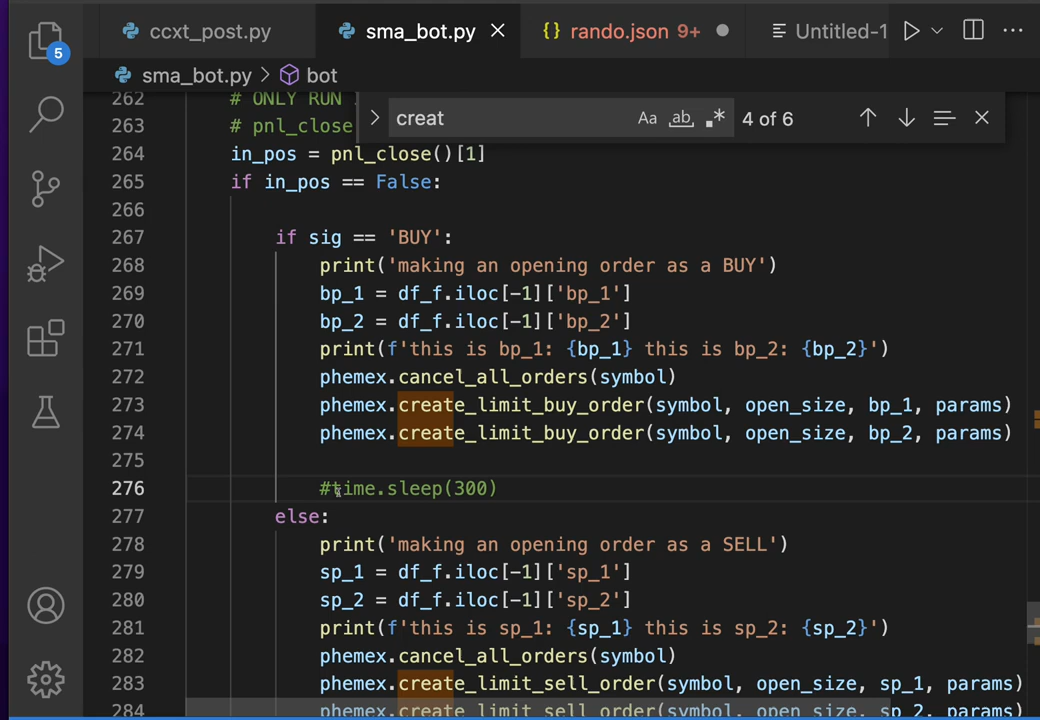 5
ccxt_post.py
sma_bot.py
{} rando.json 9+
Untitled-1
sma_bot.py > bot
creat
Aa ab .* 4 of 6
262 # ONLY RUN
263 # pnl_close
264 in_pos = pnl_close()[1]
265 if in_pos == False:
266
267 if sig == 'BUY':
268 print('making an opening order as a BUY')
269 bp_1 = df_f.iloc[-1]['bp_1']
270 bp_2 = df_f.iloc[-1]['bp_2']
271 print(f'this is bp_1: {bp_1} this is bp_2: {bp_2}')
272 phemex.cancel_all_orders(symbol)
273 phemex.create_limit_buy_order(symbol, open_size, bp_1, params)
274 phemex.create_limit_buy_order(symbol, open_size, bp_2, params)
275
276 #time.sleep(300)
277 else:
278 print('making an opening order as a SELL')
279 sp_1 = df_f.iloc[-1]['sp_1']
280 sp_2 = df_f.iloc[-1]['sp_2']
281 print(f'this is sp_1: {sp_1} this is sp_2: {sp_2}')
282 phemex.cancel_all_orders(symbol)
283 phemex.create_limit_sell_order(symbol, open_size, sp_1, params)
284 phemex.create_limit_sell_order(symbol, open_size, sp_2, params)